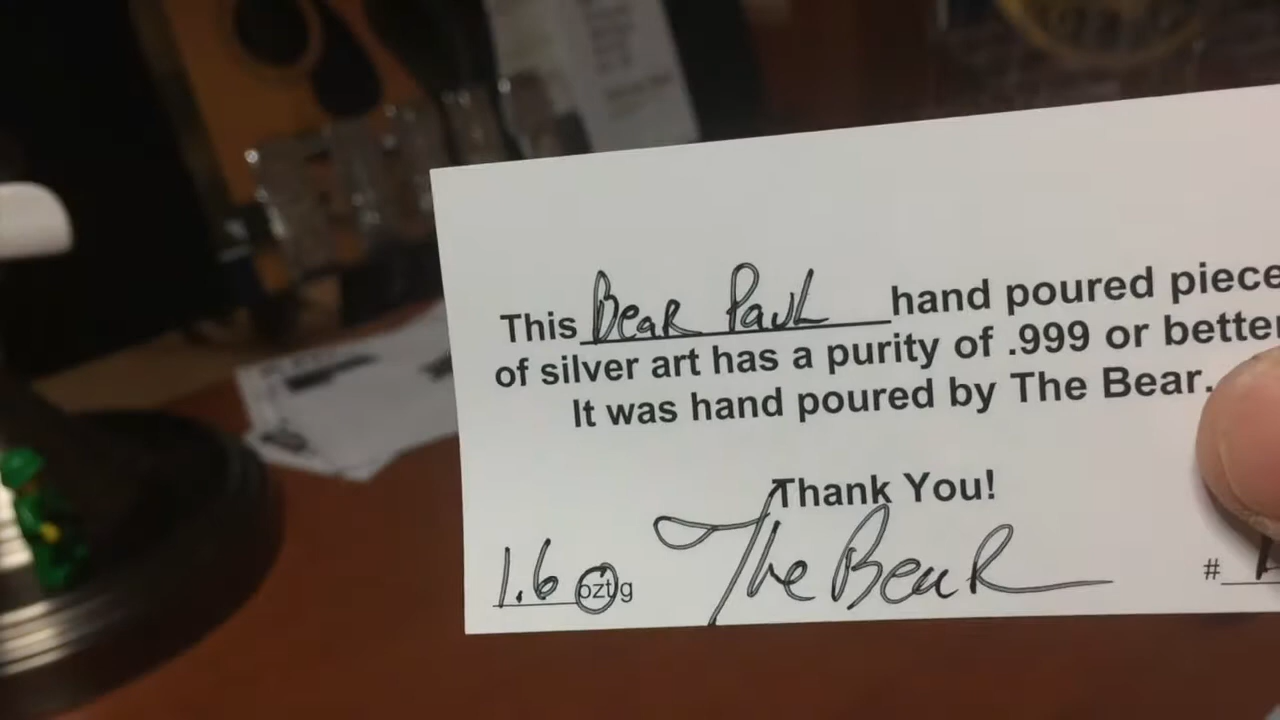 This Bear Paul hand poured piece
of silver art has a purity of .999 or better
It was hand poured by The Bear.
Thank You!
1.6 ozt g
The Bear
#